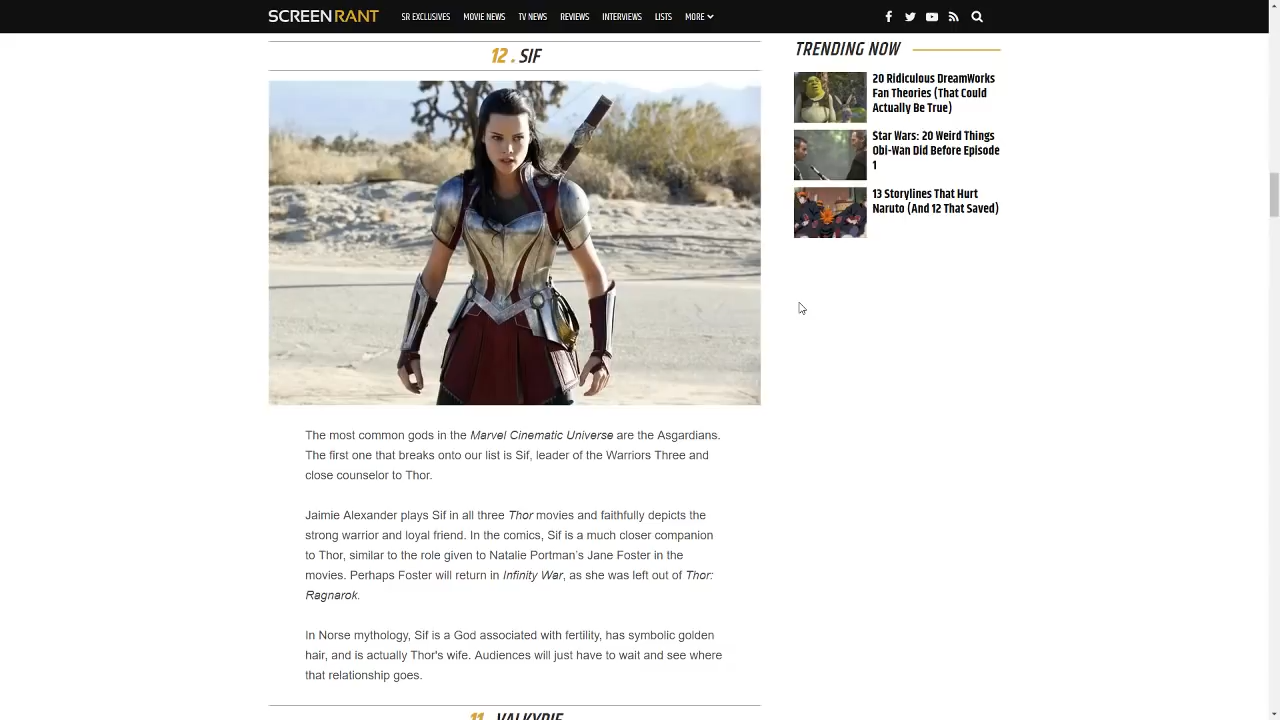 SCREENRANT
SR EXCLUSIVES MOVIE NEWS TV NEWS REVIEWS INTERVIEWS LISTS MORE
12 . SIF
The most common gods in the Marvel Cinematic Universe are the Asgardians.
The first one that breaks onto our list is Sif, leader of the Warriors Three and
close counselor to Thor.
Jaimie Alexander plays Sif in all three Thor movies and faithfully depicts the
strong warrior and loyal friend. In the comics, Sif is a much closer companion
to Thor, similar to the role given to Natalie Portman's Jane Foster in the
movies. Perhaps Foster will return in Infinity War, as she was left out of Thor:
Ragnarok.
In Norse mythology, Sif is a God associated with fertility, has symbolic golden
hair, and is actually Thor's wife. Audiences will just have to wait and see where
that relationship goes.
11. VALKYRIE
TRENDING NOW
20 Ridiculous DreamWorks
Fan Theories (That Could
Actually Be True)
Star Wars: 20 Weird Things
Obi-Wan Did Before Episode
1
13 Storylines That Hurt
Naruto (And 12 That Saved)